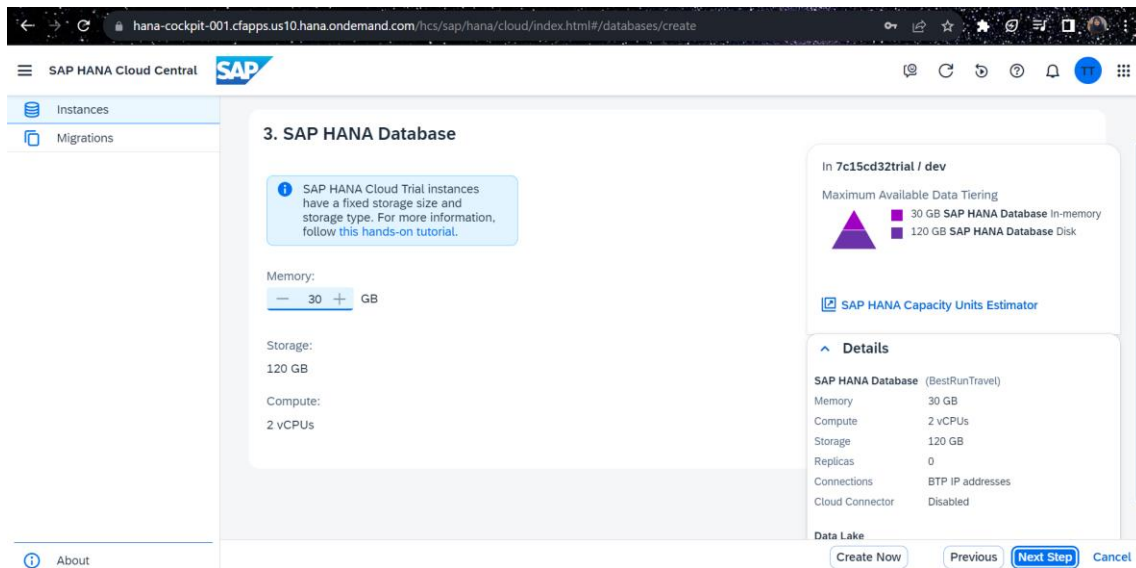 hana-cockpit-001.cfapps.us10.hana.ondemand.com/hcs/sap/hana/cloud/index.html#/databases/create
SAP HANA Cloud Central
SAP
TT
Instances
Migrations
3. SAP HANA Database
SAP HANA Cloud Trial instances
have a fixed storage size and
storage type. For more information,
follow this hands-on tutorial.
Memory:
— 30 + GB
Storage:
120 GB
Compute:
2 vCPUs
In 7c15cd32trial / dev
Maximum Available Data Tiering
30 GB SAP HANA Database In-memory
120 GB SAP HANA Database Disk
SAP HANA Capacity Units Estimator
Details
SAP HANA Database (BestRunTravel)
Memory 30 GB
Compute 2 vCPUs
Storage 120 GB
Replicas 0
Connections BTP IP addresses
Cloud Connector Disabled
Data Lake
About
Create Now Previous Next Step Cancel